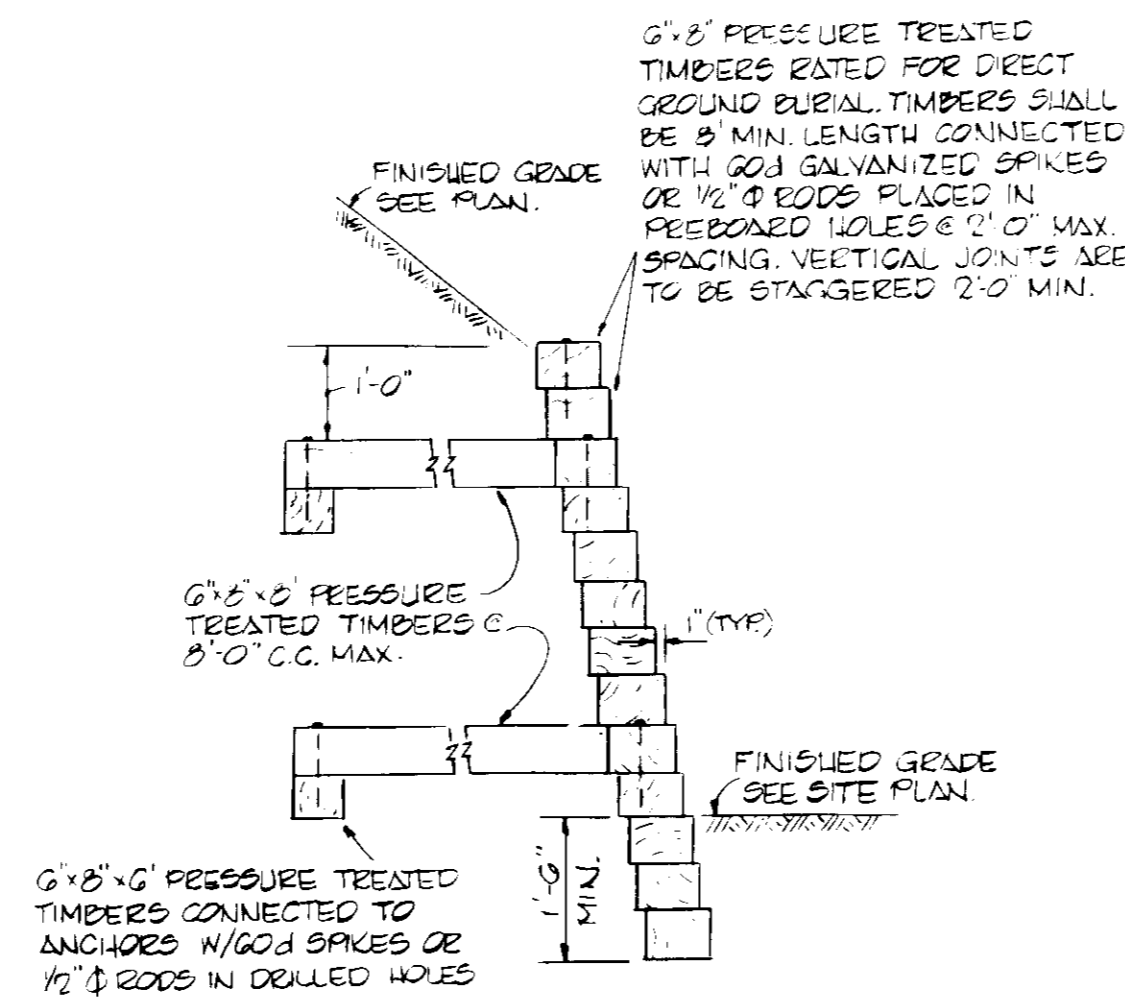 6"x8" PRESSURE TREATED
TIMBERS RATED FOR DIRECT
GROUND BURIAL. TIMBERS SHALL
BE 8' MIN. LENGTH CONNECTED
WITH 60d GALVANIZED SPIKES
OR 1/2" Φ RODS PLACED IN
PREBOARD HOLES @ 2'-0" MAX.
SPACING. VERTICAL JOINTS ARE
TO BE STAGGERED 2'-0" MIN.
FINISHED GRADE
SEE PLAN.
1'-0"
6"x8"x8' PRESSURE
TREATED TIMBERS @
8'-0" C.C. MAX.
1" (TYP.)
FINISHED GRADE
SEE SITE PLAN.
1'-6"
MIN.
6"x8"x6' PRESSURE TREATED
TIMBERS CONNECTED TO
ANCHORS W/60d SPIKES OR
1/2" Φ RODS IN DRILLED HOLES